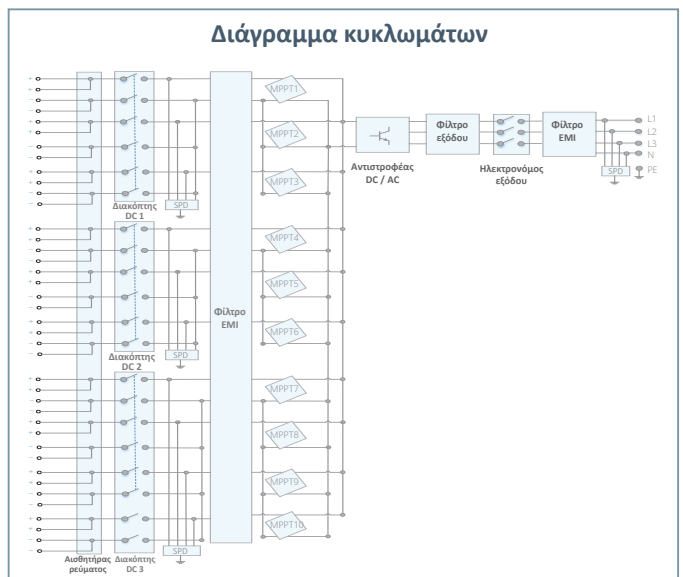 Διάγραμμα κυκλωμάτων
MPPT1
MPPT2
MPPT3
SPD
Διακόπτης
DC 1
MPPT4
MPPT5
MPPT6
SPD
Διακόπτης
DC 2
Φίλτρο
EMI
MPPT7
MPPT8
MPPT9
MPPT10
SPD
Αισθητήρας
ρεύματος
Διακόπτης
DC 3
Αντιστροφέας
DC / AC
Φίλτρο
εξόδου
Ηλεκτρονόμος
εξόδου
Φίλτρο
EMI
L1
L2
L3
N
SPD
PE